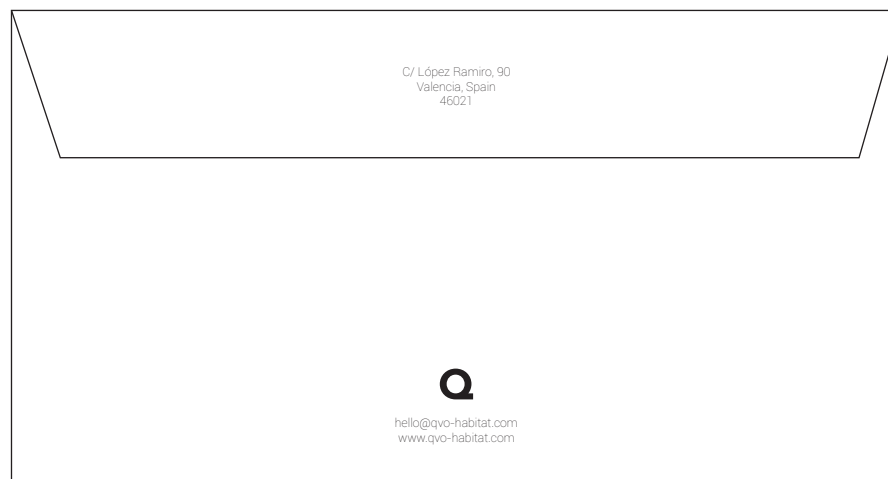 C/ López Ramiro, 90
Valencia, Spain
46021
Q
hello@qvo-habitat.com
www.qvo-habitat.com